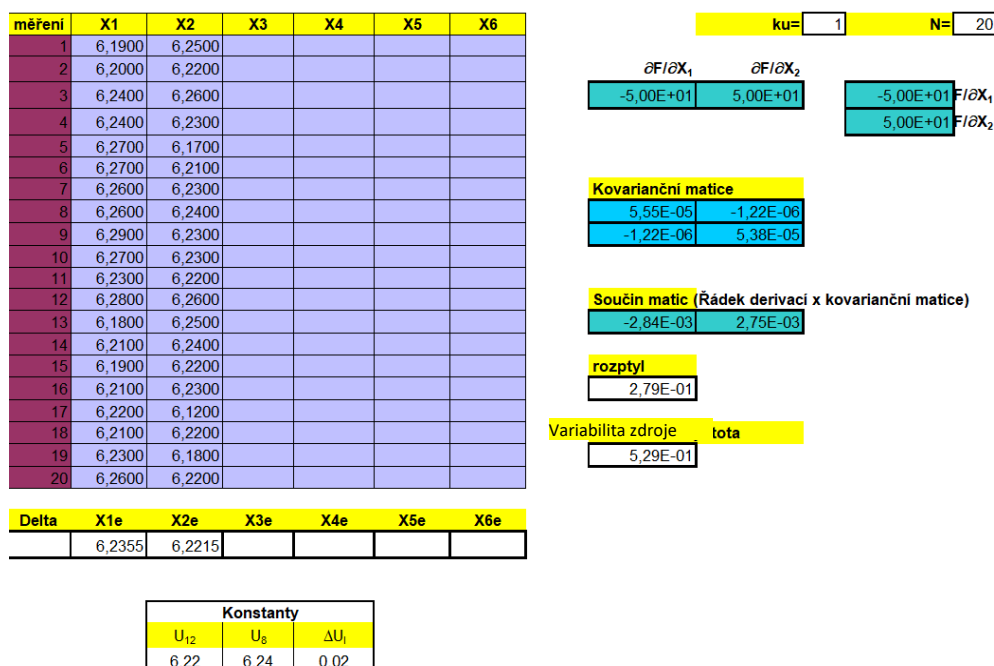 měření X1 X2 X3 X4 X5 X6 ku= 1 N= 20
1 6,1900 6,2500
2 6,2000 6,2200 ∂F/∂X₁ ∂F/∂X₂
3 6,2400 6,2600 -5,00E+01 5,00E+01 -5,00E+01 F/∂X₁
4 6,2400 6,2300 5,00E+01 F/∂X₂
5 6,2700 6,1700
6 6,2700 6,2100
7 6,2600 6,2300 Kovarianční matice
8 6,2600 6,2400 5,55E-05 -1,22E-06
9 6,2900 6,2300 -1,22E-06 5,38E-05
10 6,2700 6,2300
11 6,2300 6,2200
12 6,2800 6,2600 Součin matic (Řádek derivací x kovarianční matice)
13 6,1800 6,2500 -2,84E-03 2,75E-03
14 6,2100 6,2400
15 6,1900 6,2200 rozptyl
16 6,2100 6,2300 2,79E-01
17 6,2200 6,1200
18 6,2100 6,2200 Variabilita zdroje tota
19 6,2300 6,1800 5,29E-01
20 6,2600 6,2200
Delta X1e X2e X3e X4e X5e X6e
6,2355 6,2215
Konstanty
U₁₂ U₈ ΔUᵢ
6,22 6,24 0,02